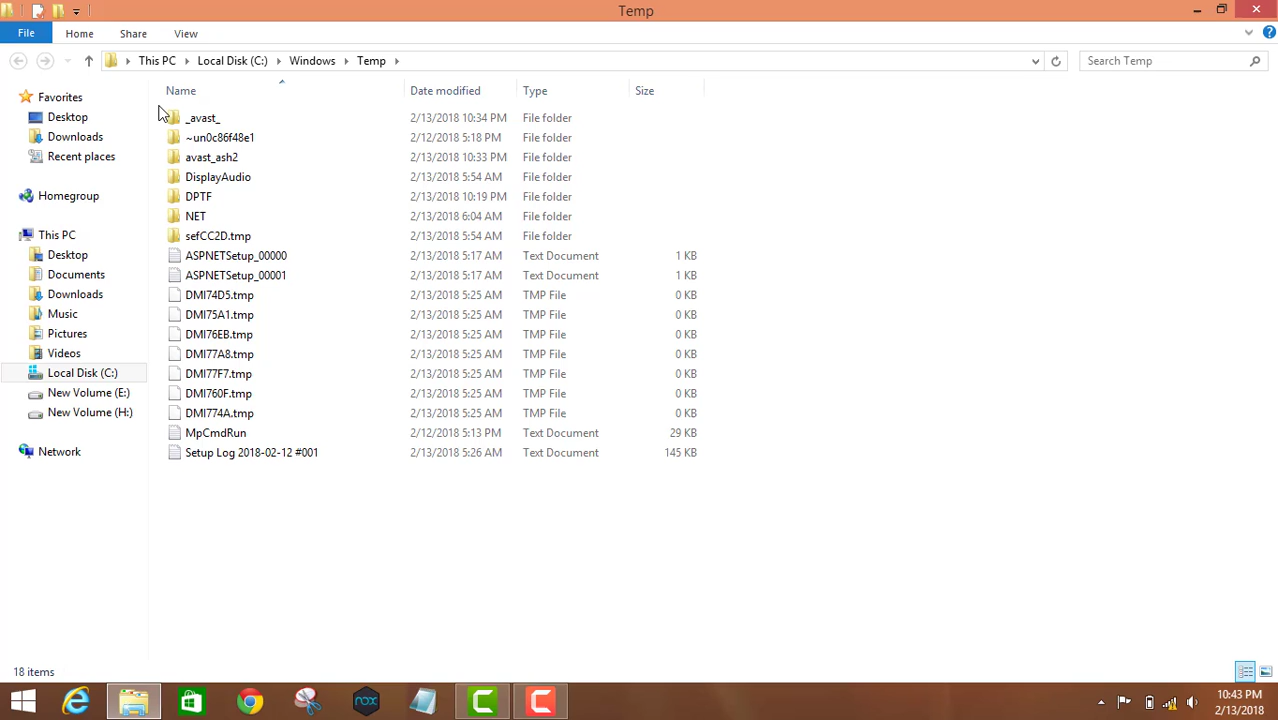 Temp
File Home Share View
This PC Local Disk (C:) Windows Temp Search Temp
Name Date modified Type Size
Favorites
Desktop
Downloads
Recent places
Homegroup
This PC
Desktop
Documents
Downloads
Music
Pictures
Videos
Local Disk (C:)
New Volume (E:)
New Volume (H:)
Network
_avast_ 2/13/2018 10:34 PM File folder
~un0c86f48e1 2/12/2018 5:18 PM File folder
avast_ash2 2/13/2018 10:33 PM File folder
DisplayAudio 2/13/2018 5:54 AM File folder
DPTF 2/13/2018 10:19 PM File folder
NET 2/13/2018 6:04 AM File folder
sefCC2D.tmp 2/13/2018 5:54 AM File folder
ASPNETSetup_00000 2/13/2018 5:17 AM Text Document 1 KB
ASPNETSetup_00001 2/13/2018 5:17 AM Text Document 1 KB
DMI74D5.tmp 2/13/2018 5:25 AM TMP File 0 KB
DMI75A1.tmp 2/13/2018 5:25 AM TMP File 0 KB
DMI76EB.tmp 2/13/2018 5:25 AM TMP File 0 KB
DMI77A8.tmp 2/13/2018 5:25 AM TMP File 0 KB
DMI77F7.tmp 2/13/2018 5:25 AM TMP File 0 KB
DMI760F.tmp 2/13/2018 5:25 AM TMP File 0 KB
DMI774A.tmp 2/13/2018 5:25 AM TMP File 0 KB
MpCmdRun 2/12/2018 5:13 PM Text Document 29 KB
Setup Log 2018-02-12 #001 2/13/2018 5:26 AM Text Document 145 KB
18 items
nox
10:43 PM
2/13/2018